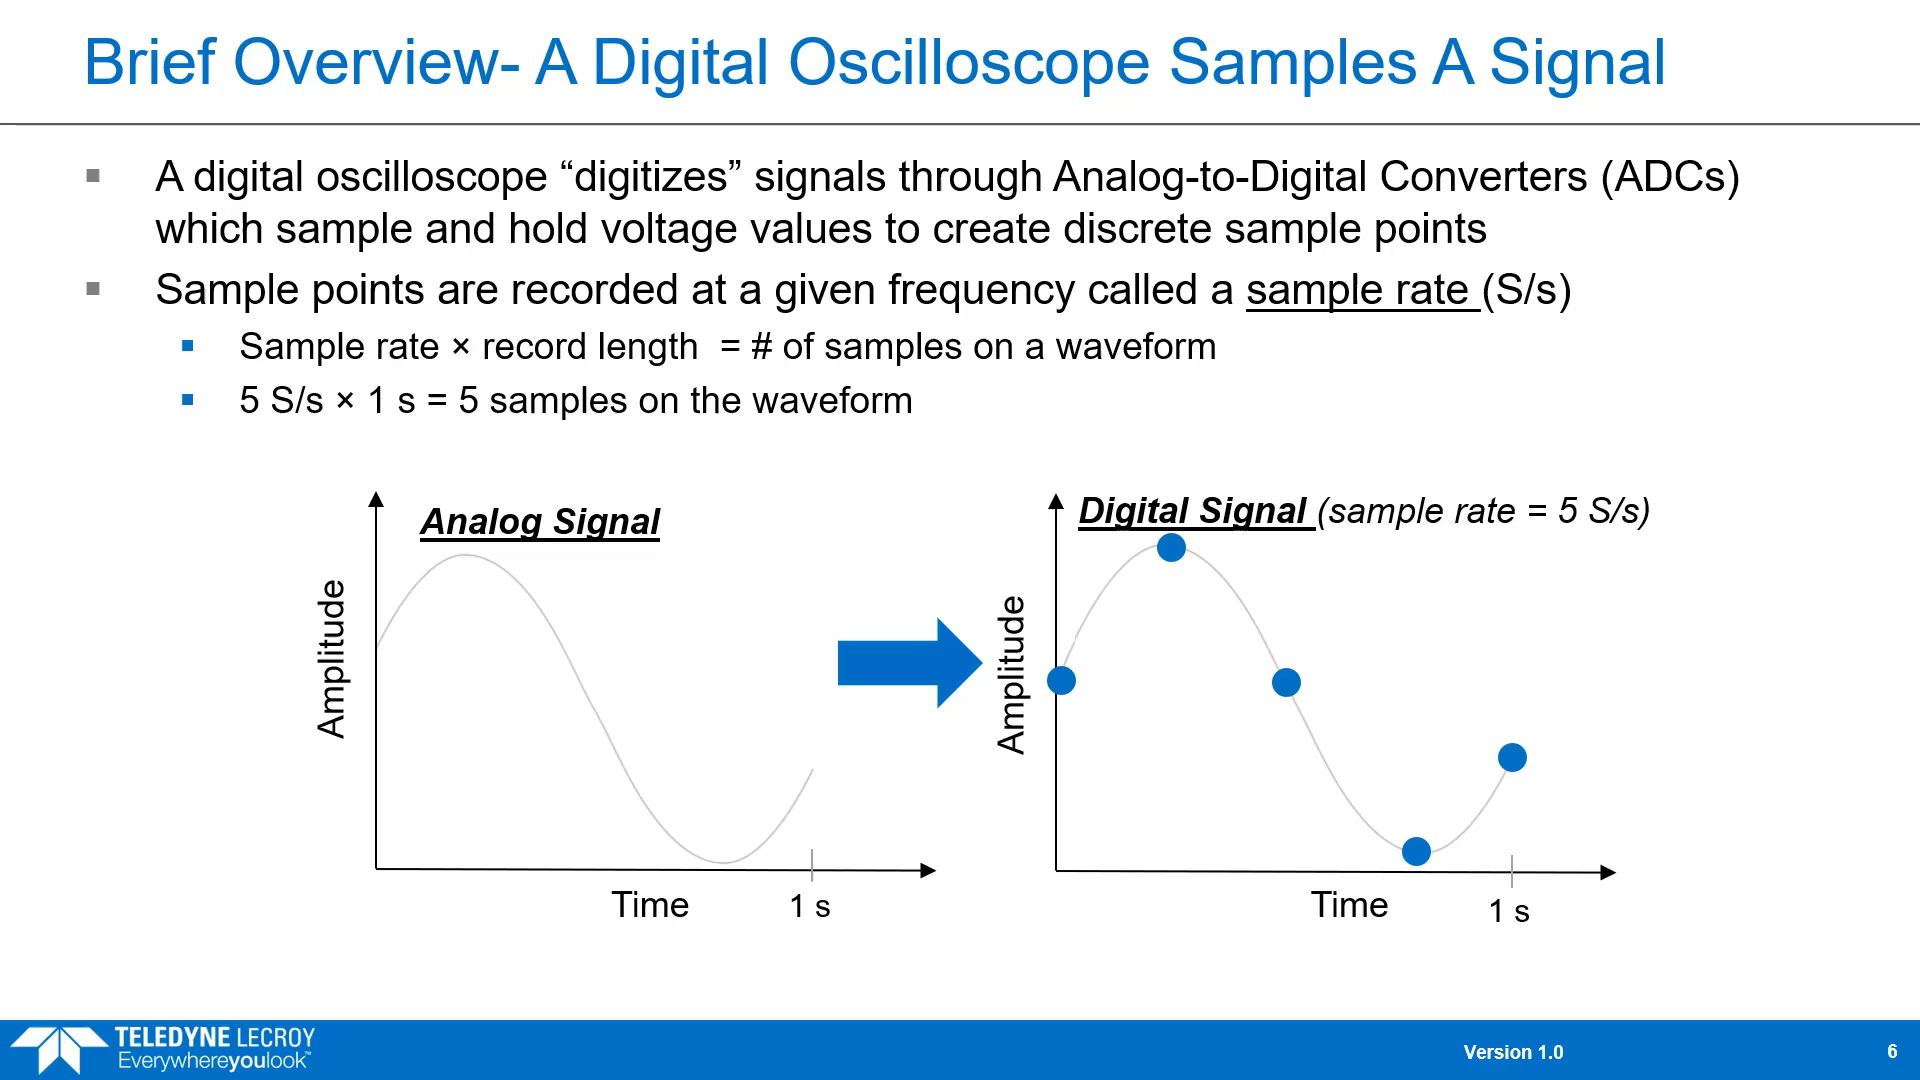 Brief Overview- A Digital Oscilloscope Samples A Signal
A digital oscilloscope “digitizes” signals through Analog-to-Digital Converters (ADCs)
which sample and hold voltage values to create discrete sample points
Sample points are recorded at a given frequency called a sample rate (S/s)
Sample rate × record length = # of samples on a waveform
5 S/s × 1 s = 5 samples on the waveform
Analog Signal
Amplitude
Time
1 s
Digital Signal (sample rate = 5 S/s)
Amplitude
Time
1 s
TELEDYNE LECROY
Everywhereyoulook™
Version 1.0
6